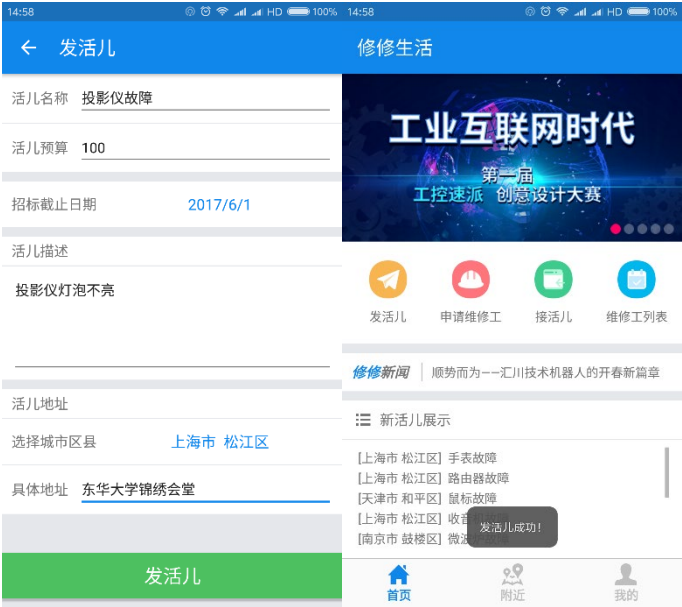 14:58
HD
100%
发活儿
活儿名称 投影仪故障
活儿预算 100
招标截止日期 2017/6/1
活儿描述
投影仪灯泡不亮
活儿地址
选择城市区县 上海市 松江区
具体地址 东华大学锦绣会堂
发活儿
14:58
HD
100%
修修生活
工业互联网时代
第一届
工控速派 创意设计大赛
发活儿 申请维修工 接活儿 维修工列表
修修新闻 顺势而为——汇川技术机器人的开春新篇章
新活儿展示
[上海市 松江区] 手表故障
[上海市 松江区] 路由器故障
[天津市 和平区] 鼠标故障
[上海市 松江区] 收音
[南京市 鼓楼区] 微波
发活儿成功!
首页 附近 我的